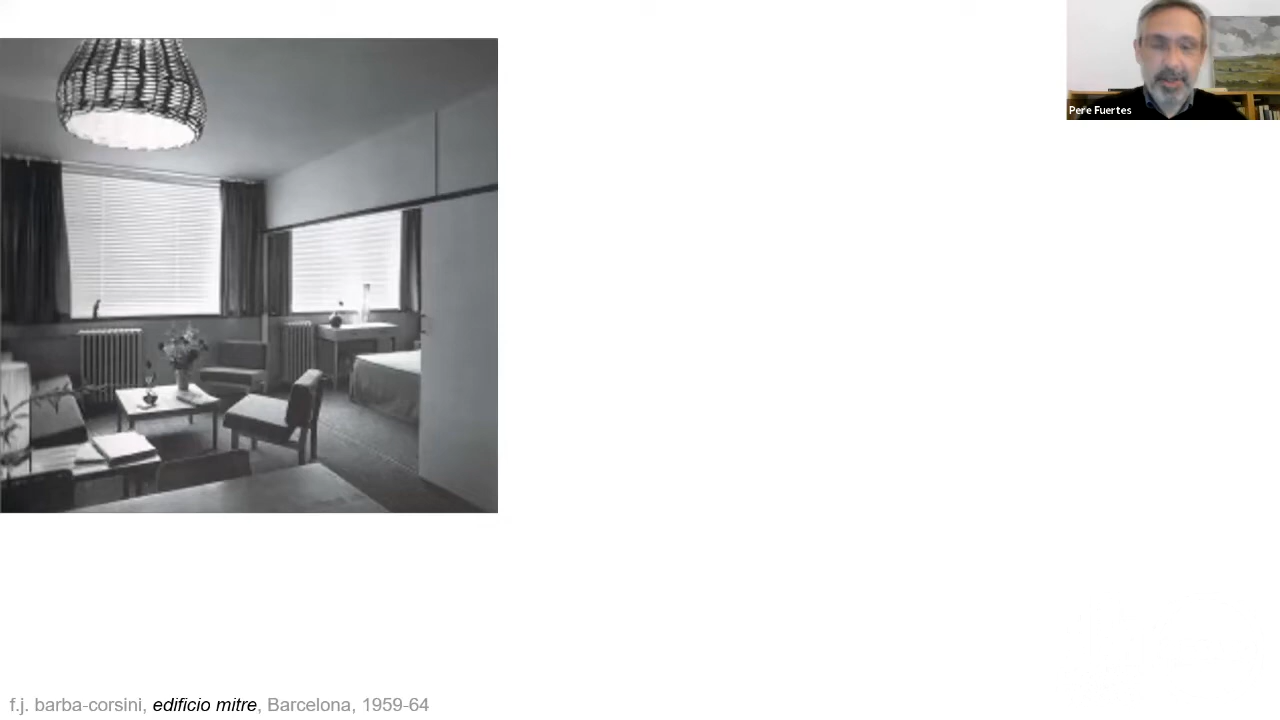 Pere Fuertes
f.j. barba-corsini, edificio mitre, Barcelona, 1959-64